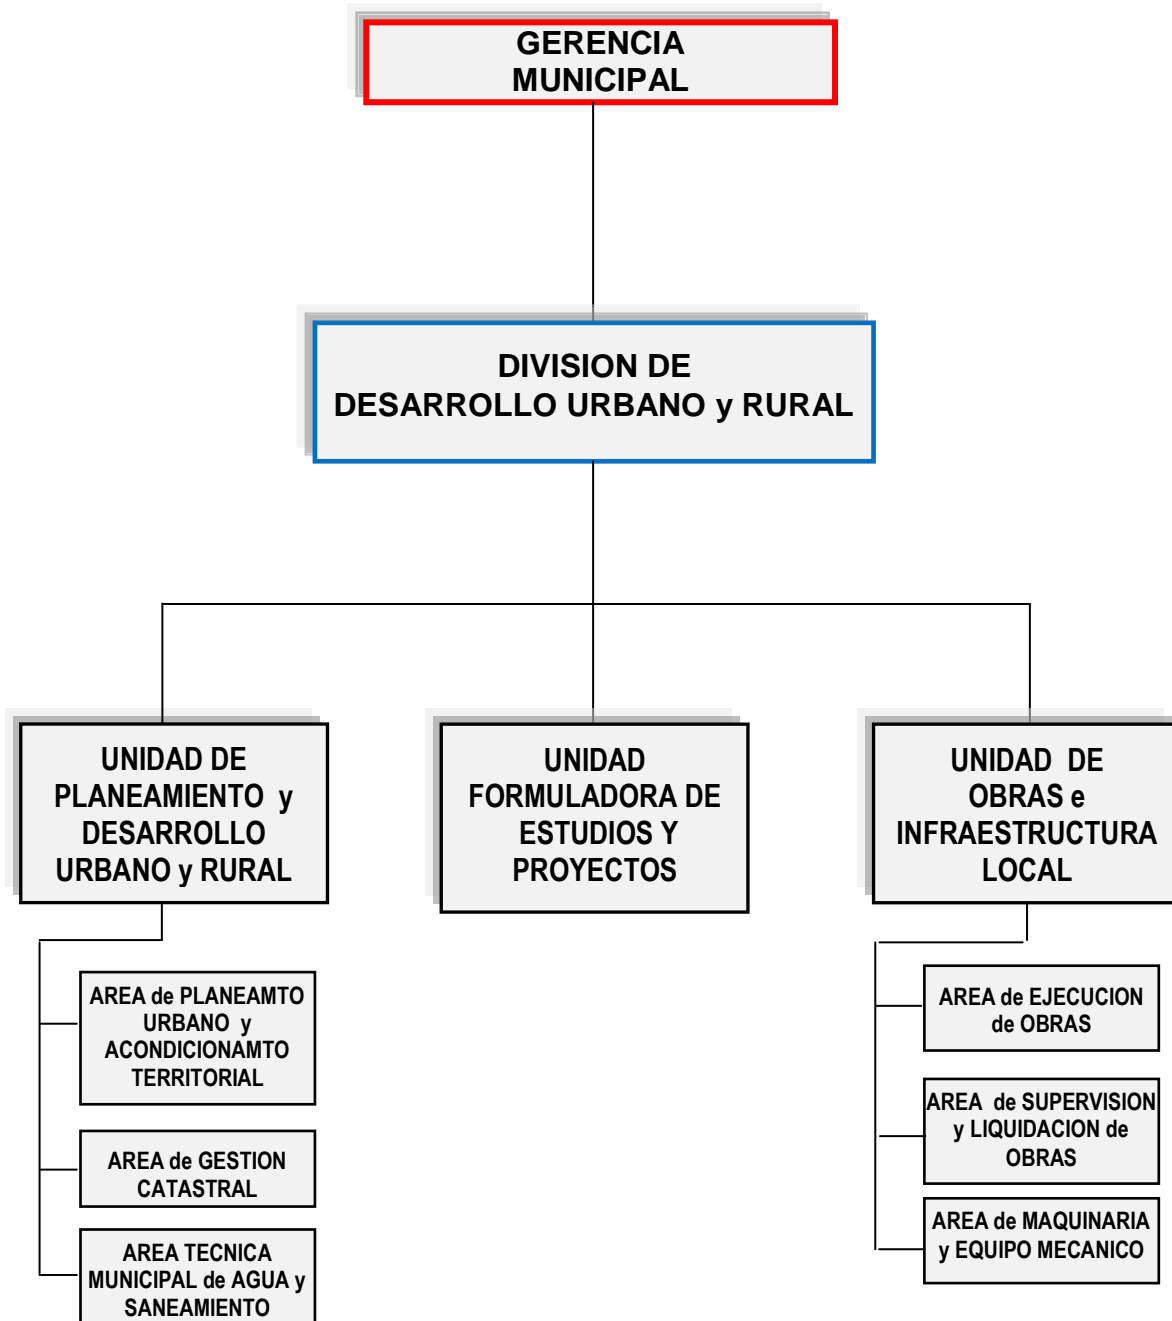 GERENCIA
MUNICIPAL
DIVISION DE
DESARROLLO URBANO y RURAL
UNIDAD DE
PLANEAMIENTO y
DESARROLLO
URBANO y RURAL
UNIDAD
FORMULADORA DE
ESTUDIOS Y
PROYECTOS
UNIDAD DE
OBRAS e
INFRAESTRUCTURA
LOCAL
AREA de PLANEAMTO
URBANO y
ACONDICIONAMTO
TERRITORIAL
AREA de GESTION
CATASTRAL
AREA TECNICA
MUNICIPAL de AGUA y
SANEAMIENTO
AREA de EJECUCION
de OBRAS
AREA de SUPERVISION
y LIQUIDACION de
OBRAS
AREA de MAQUINARIA
y EQUIPO MECANICO